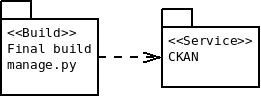 <<Build>>
Final build
manage.py
<<Service>>
CKAN